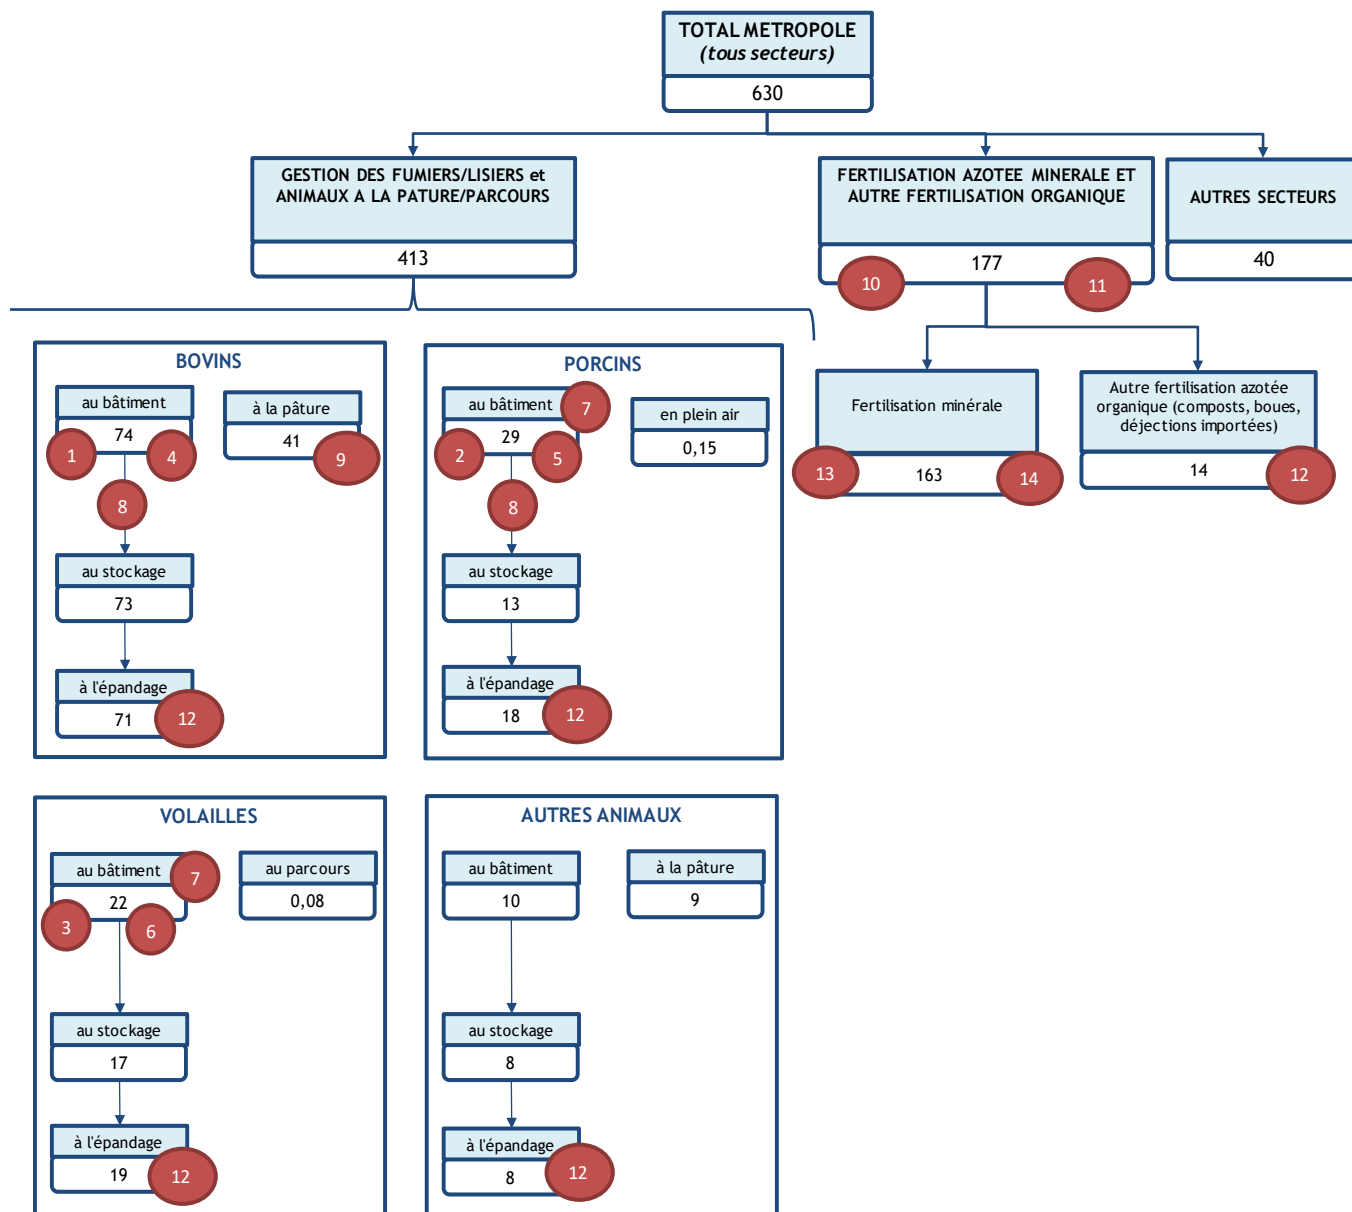 TOTAL METROPOLE
(tous secteurs)
630
GESTION DES FUMIERS/LISIERS et
ANIMAUX A LA PATURE/PARCOURS
413
FERTILISATION AZOTEE MINERALE ET
AUTRE FERTILISATION ORGANIQUE
177
10
11
AUTRES SECTEURS
40
BOVINS
au bâtiment
74
1
4
8
à la pâture
41
9
au stockage
73
à l'épandage
71
12
PORCINS
au bâtiment
7
29
2
5
8
en plein air
0,15
au stockage
13
à l'épandage
18
12
Fertilisation minérale
163
13
14
Autre fertilisation azotée
organique (composts, boues,
déjections importées)
14
12
VOLAILLES
au bâtiment
7
22
3
6
au parcours
0,08
au stockage
17
à l'épandage
19
12
AUTRES ANIMAUX
au bâtiment
10
à la pâture
9
au stockage
8
à l'épandage
8
12